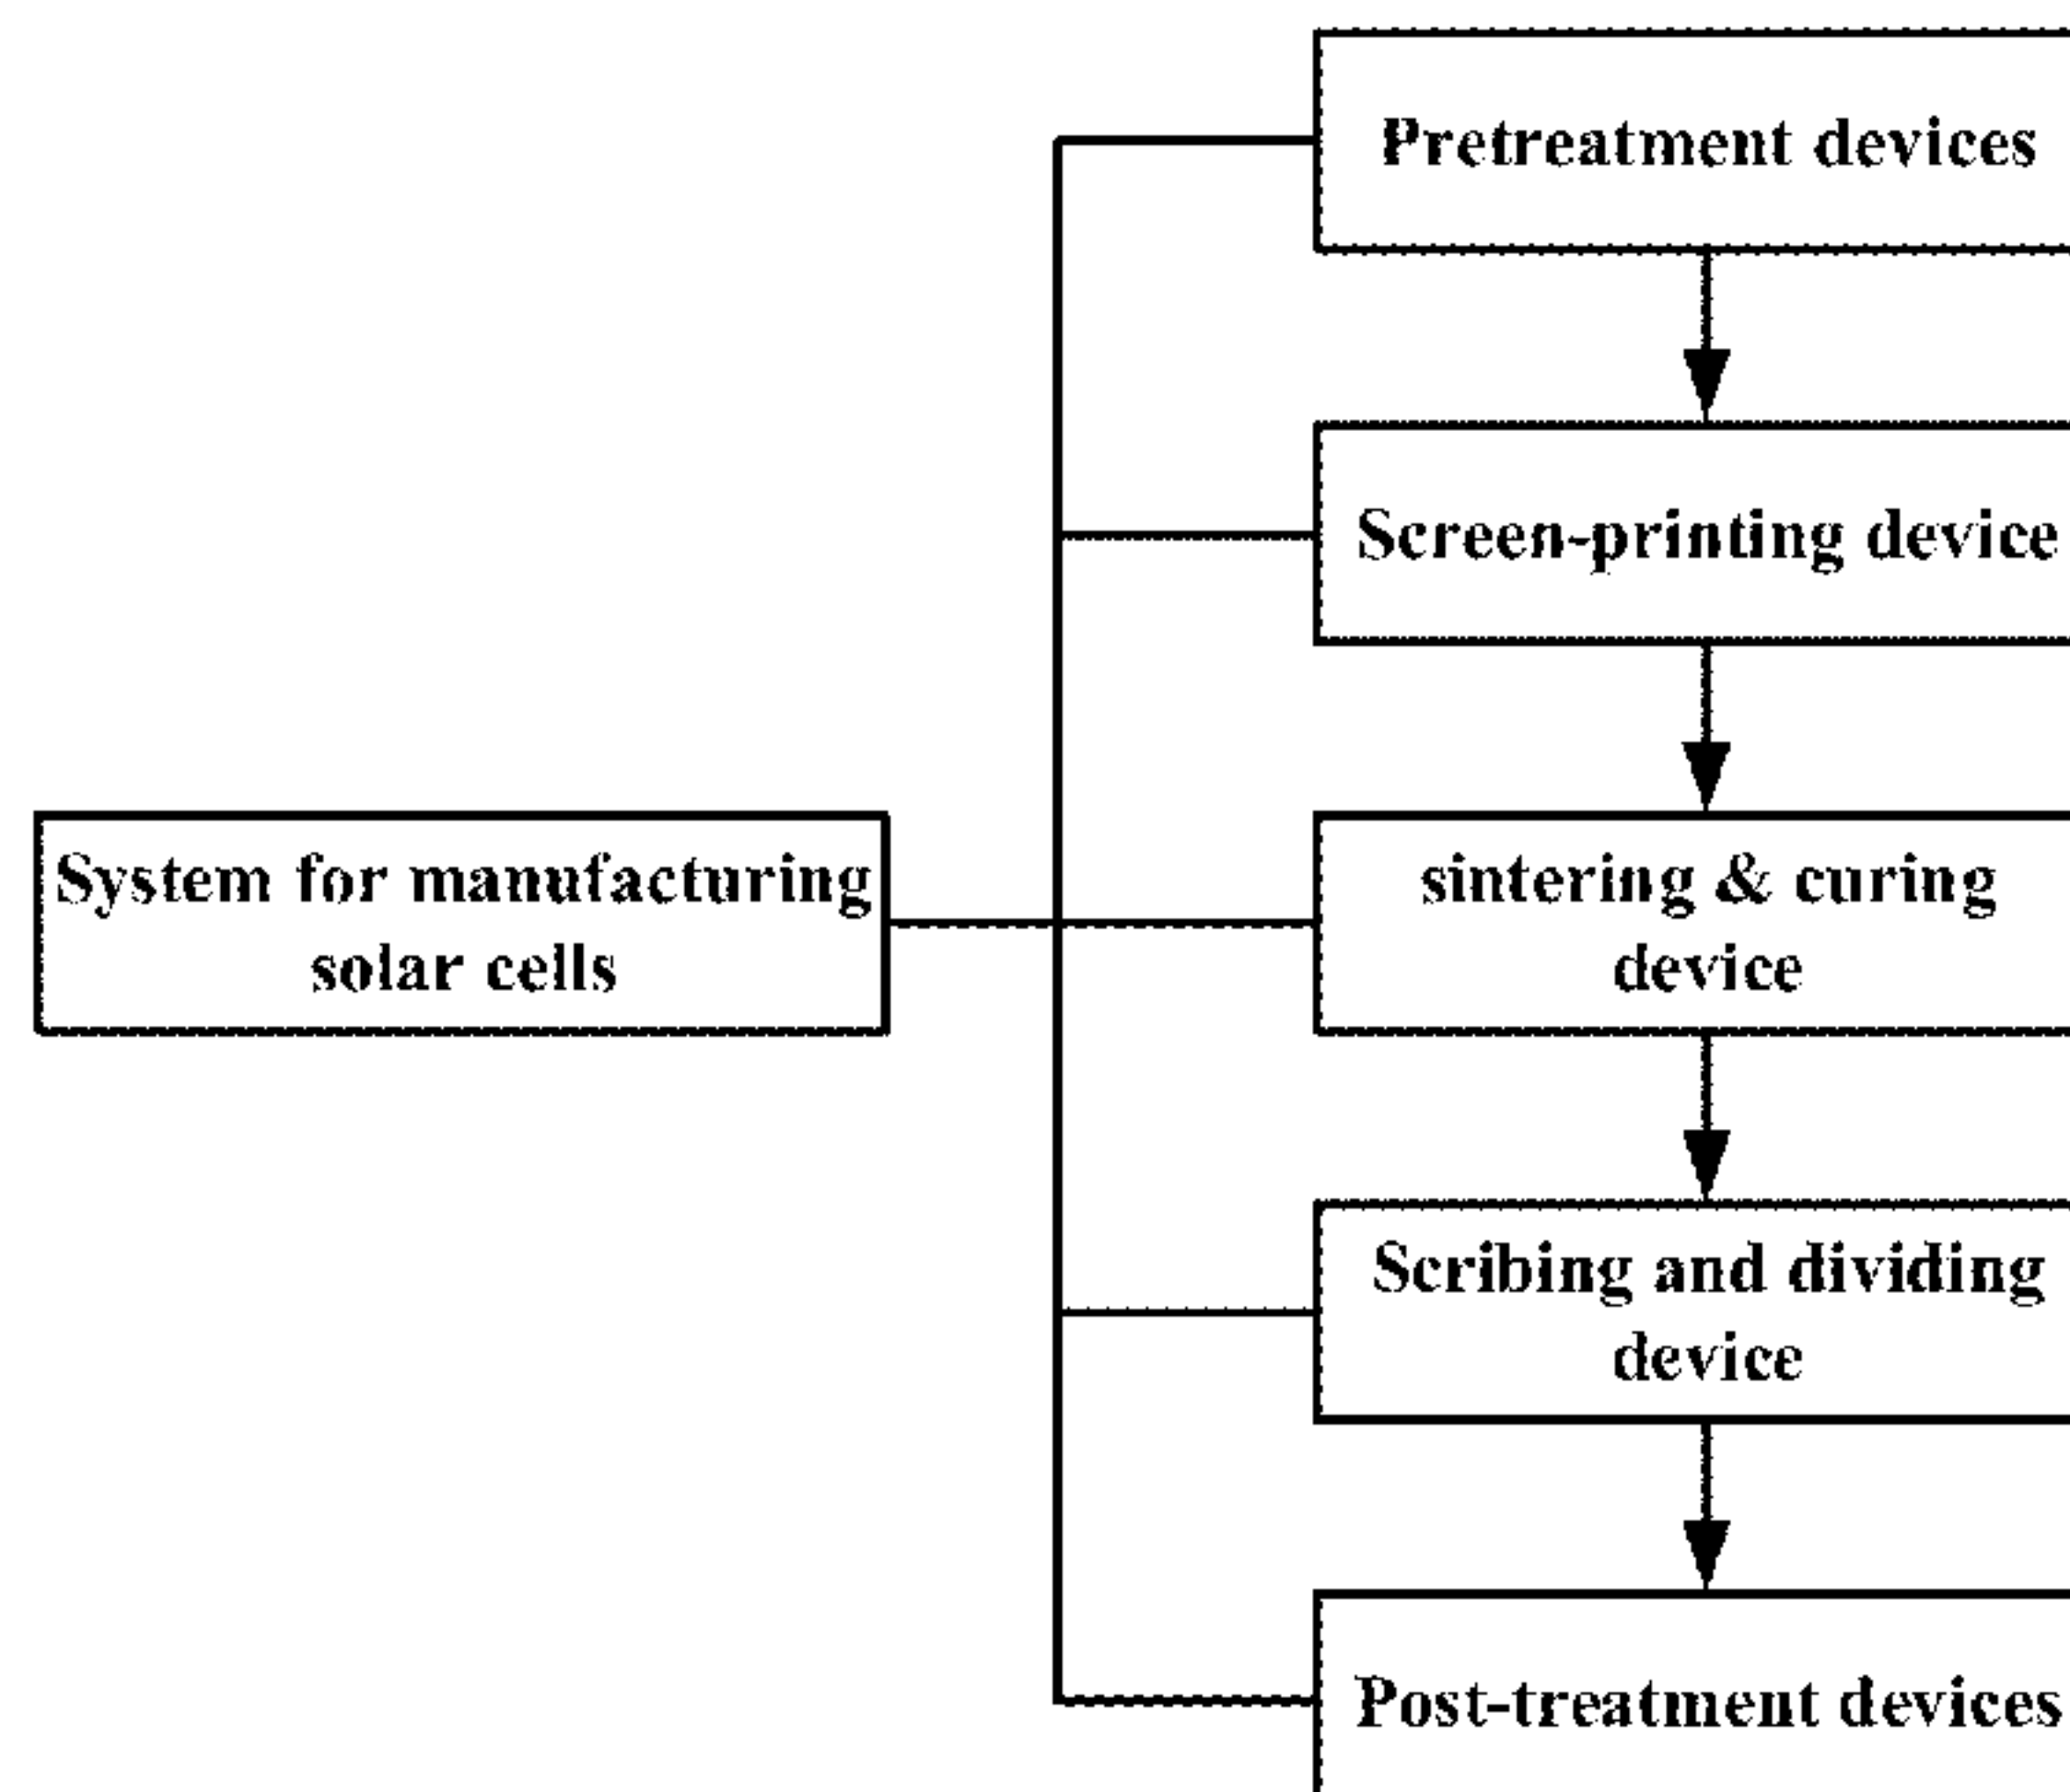 Pretreatment devices
Screen-printing device
System for manufacturing
solar cells
sintering & curing
device
Scribing and dividing
device
Post-treatment devices